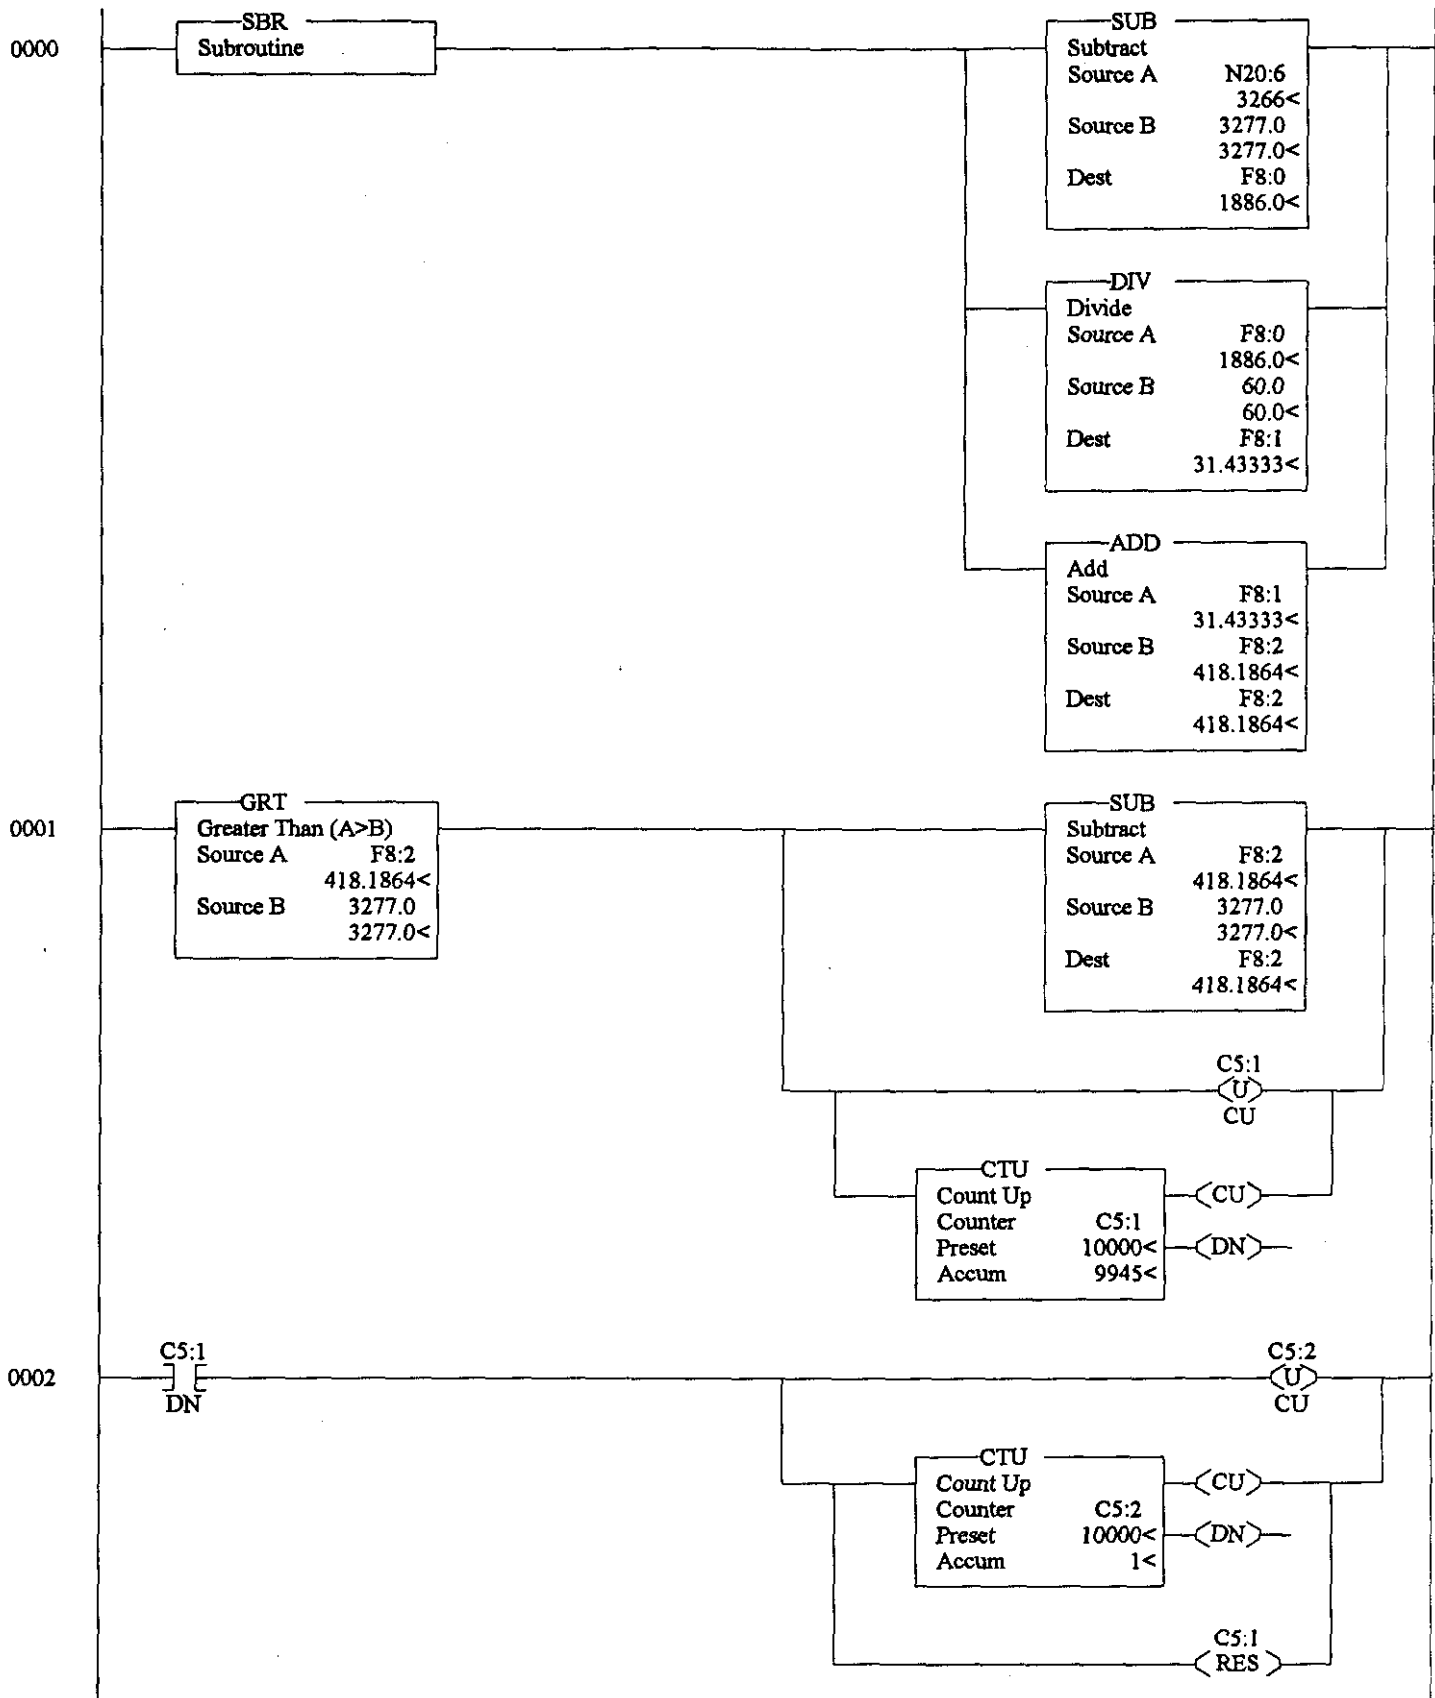 SBR
0000
Subroutine
SUB
Subtract
Source A N20:6
3266<
Source B 3277.0
3277.0<
Dest F8:0
1886.0<
DIV
Divide
Source A F8:0
1886.0<
Source B 60.0
60.0<
Dest F8:1
31.43333<
ADD
Add
Source A F8:1
31.43333<
Source B F8:2
418.1864<
Dest F8:2
418.1864<
GRT
0001
Greater Than (A>B)
Source A F8:2
418.1864<
Source B 3277.0
3277.0<
SUB
Subtract
Source A F8:2
418.1864<
Source B 3277.0
3277.0<
Dest F8:2
418.1864<
C5:1
U
CU
CTU
Count Up CU
Counter C5:1
Preset 10000< DN
Accum 9945<
C5:1
0002
DN
C5:2
U
CU
CTU
Count Up CU
Counter C5:2
Preset 10000< DN
Accum 1<
C5:1
RES